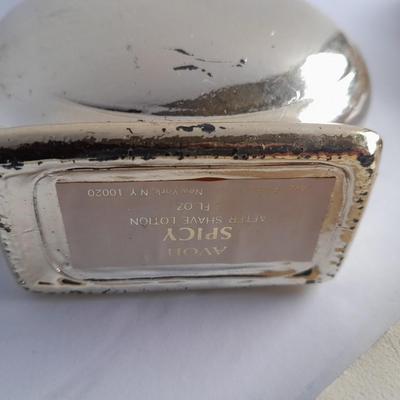 AVON
SPICY
AFTER SHAVE LOTION
FL OZ
New York, N.Y. 10020